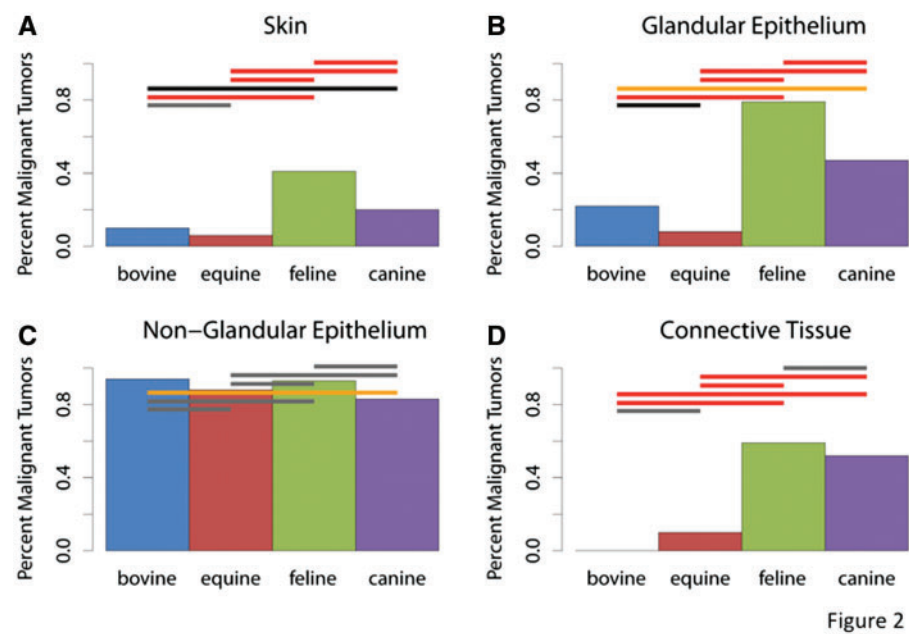 A Skin
Percent Malignant Tumors
0.8
0.4
0.0
bovine equine feline canine
B Glandular Epithelium
Percent Malignant Tumors
0.8
0.4
0.0
bovine equine feline canine
C Non−Glandular Epithelium
Percent Malignant Tumors
0.8
0.4
0.0
bovine equine feline canine
D Connective Tissue
Percent Malignant Tumors
0.8
0.4
0.0
bovine equine feline canine
Figure 2